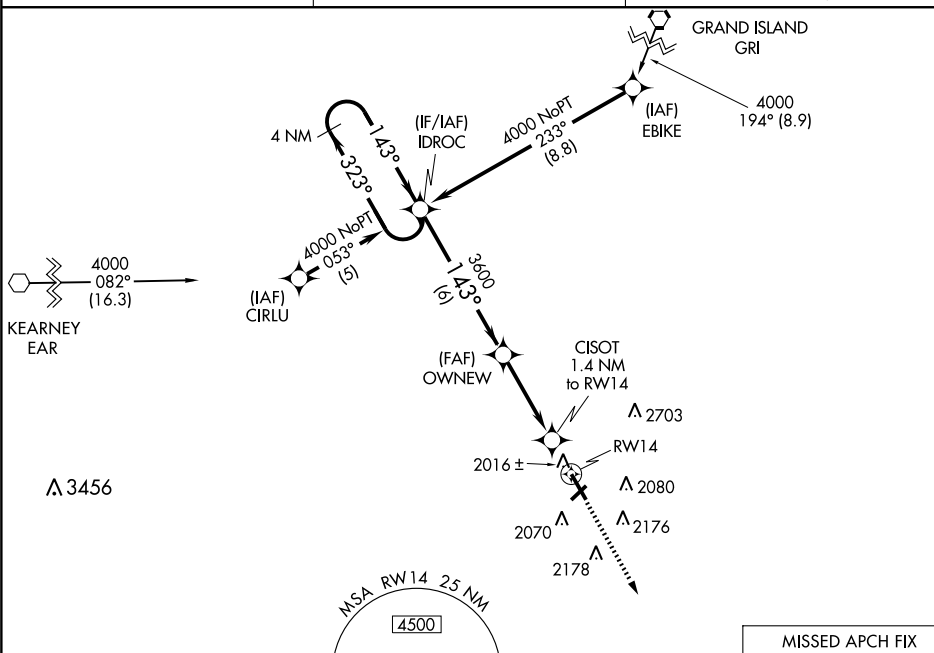 GRAND ISLAND
GRI
4000
194° (8.9)
(IAF)
EBIKE
4000 NoPT
233°
(8.8)
(IF/IAF)
IDROC
4 NM
143°
323°
4000 NoPT
053°
(5)
(IAF)
CIRLU
4000
082°
(16.3)
KEARNEY
EAR
3600
143°
(6)
(FAF)
OWNEW
CISOT
1.4 NM
to RW14
2703
RW14
2016 ±
2080
3456
2070
2176
2178
MSA RW14 25 NM
4500
MISSED APCH FIX